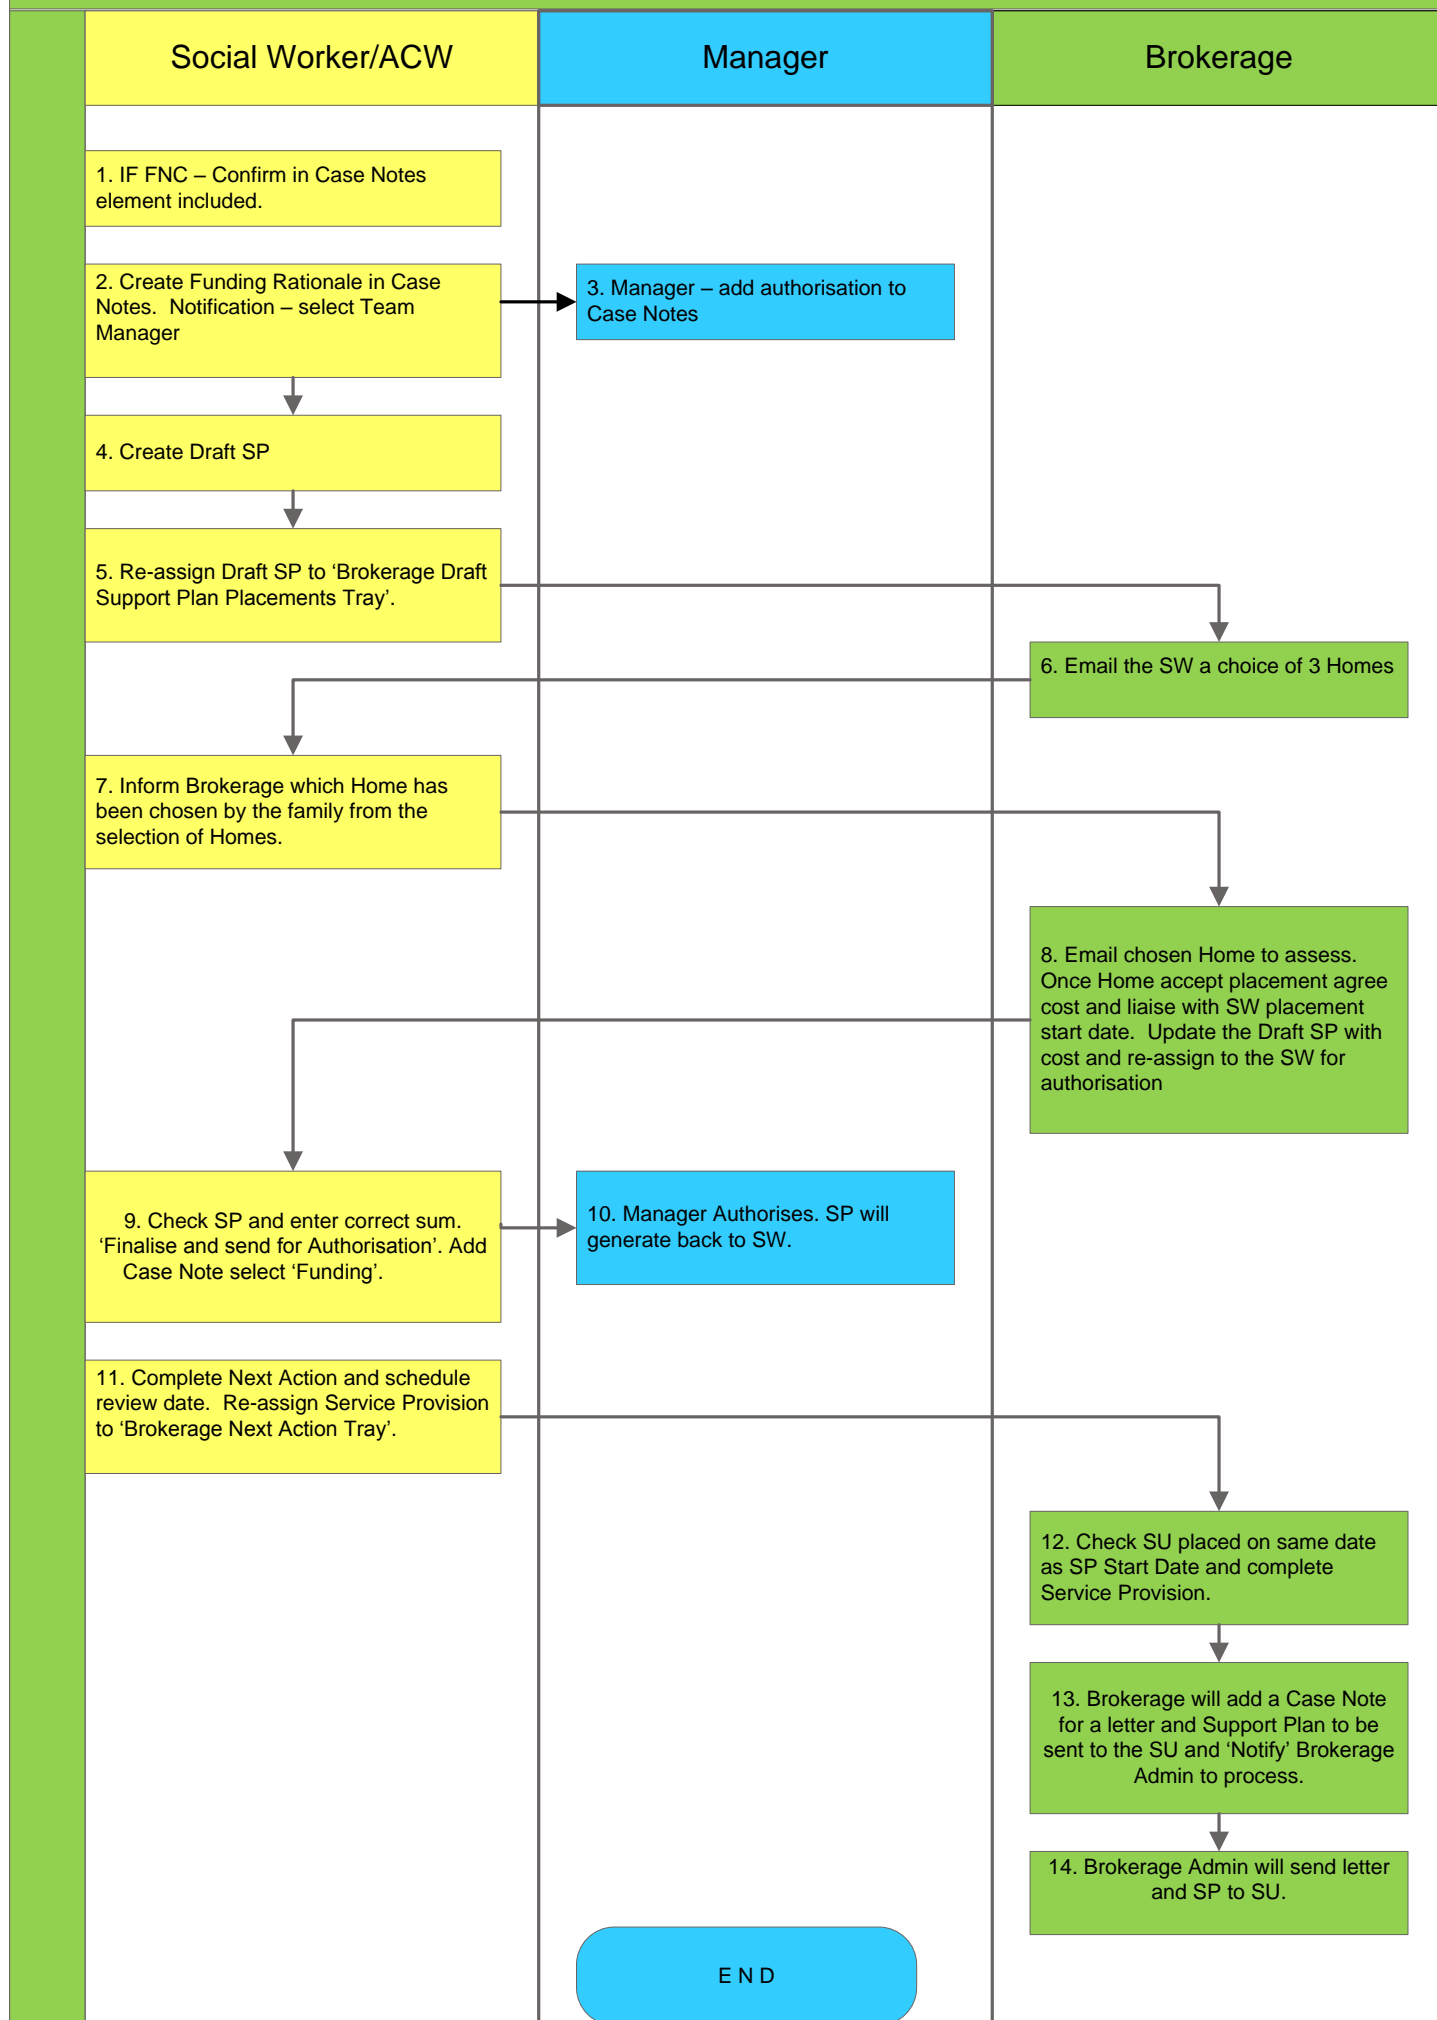 Social Worker/ACW
Manager
Brokerage
1. IF FNC – Confirm in Case Notes
element included.
2. Create Funding Rationale in Case
Notes.  Notification – select Team
Manager
3. Manager – add authorisation to
Case Notes
4. Create Draft SP
5. Re-assign Draft SP to ‘Brokerage Draft
Support Plan Placements Tray’.
6. Email the SW a choice of 3 Homes
7. Inform Brokerage which Home has
been chosen by the family from the
selection of Homes.
8. Email chosen Home to assess.
Once Home accept placement agree
cost and liaise with SW placement
start date.  Update the Draft SP with
cost and re-assign to the SW for
authorisation
9. Check SP and enter correct sum.
‘Finalise and send for Authorisation’. Add
Case Note select ‘Funding’.
10. Manager Authorises. SP will
generate back to SW.
11. Complete Next Action and schedule
review date.  Re-assign Service Provision
to ‘Brokerage Next Action Tray’.
12. Check SU placed on same date
as SP Start Date and complete
Service Provision.
13. Brokerage will add a Case Note
for a letter and Support Plan to be
sent to the SU and ‘Notify’ Brokerage
Admin to process.
14. Brokerage Admin will send letter
and SP to SU.
E N D